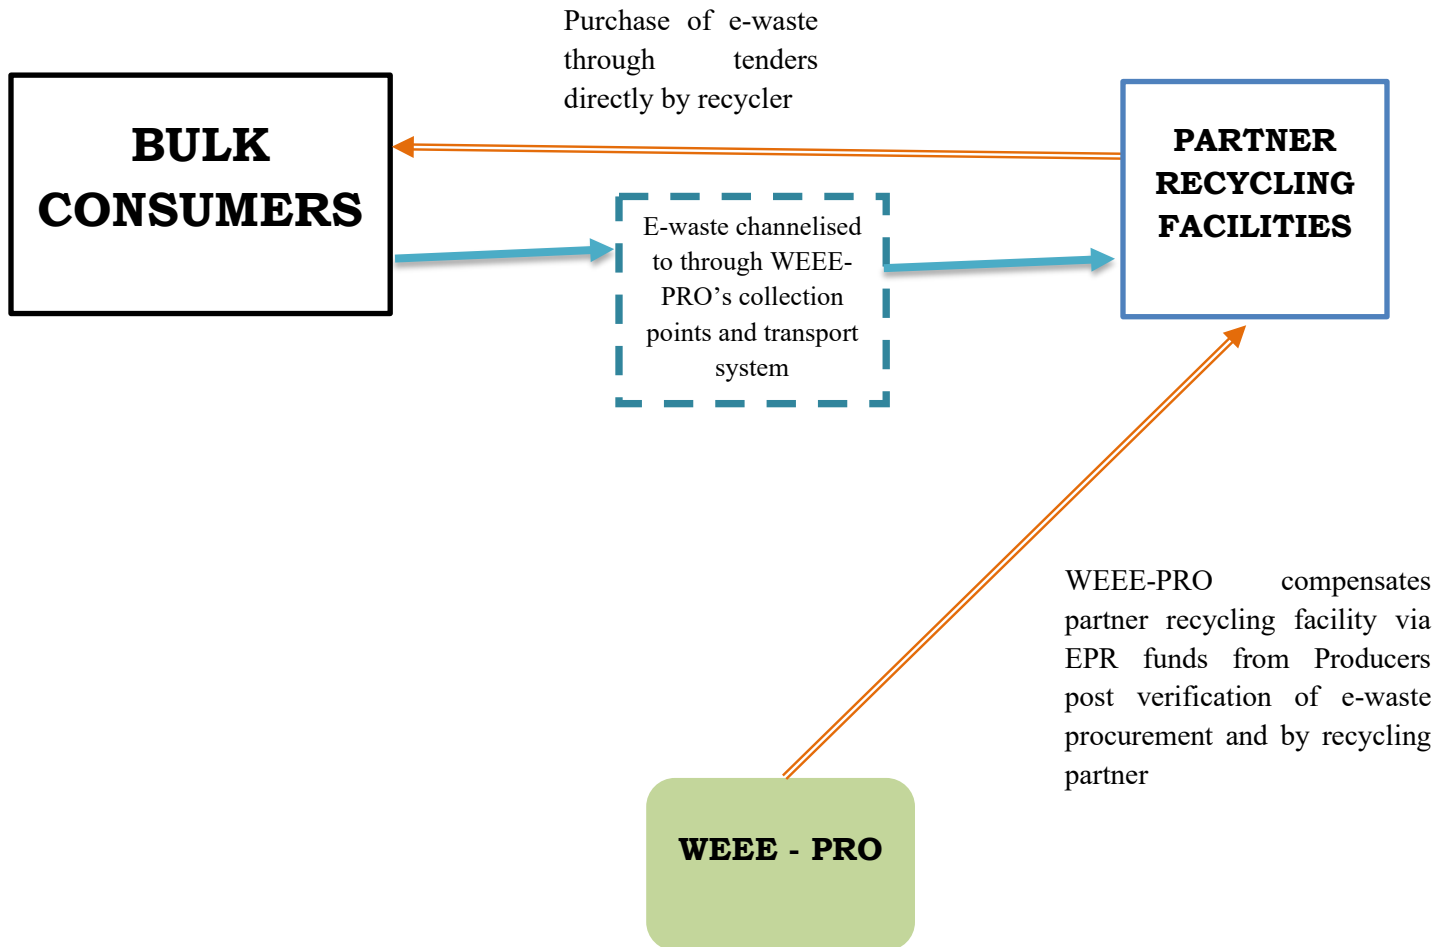 Purchase of e-waste
through tenders
directly by recycler
BULK
CONSUMERS
PARTNER
RECYCLING
FACILITIES
E-waste channelised
to through WEEE-
PRO’s collection
points and transport
system
WEEE-PRO compensates
partner recycling facility via
EPR funds from Producers
post verification of e-waste
procurement and by recycling
partner
WEEE - PRO